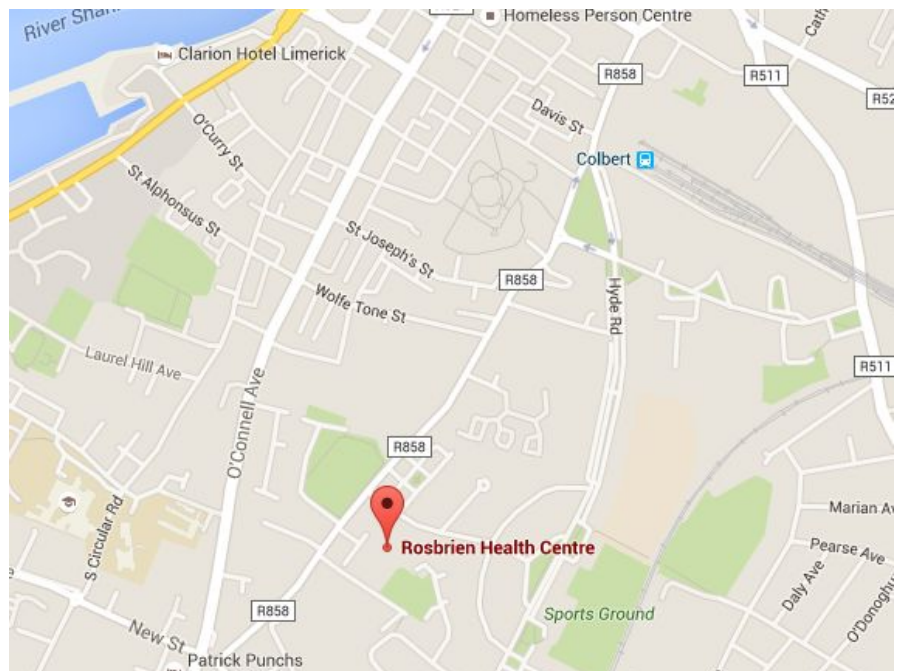 Homeless Person Centre
River Shan
Clarion Hotel Limerick
Cath
R858
R511
R52
Davis St
O'Curry St
Colbert
St Alphonsus St
St Joseph's St
R858
Hyde Rd
Wolfe Tone St
Laurel Hill Ave
R511
O'Connell Ave
R858
S Circular Rd
Marian Av
Rosbrien Health Centre
Pearse Ave
Daly Ave
O'Donogh
R858
Sports Ground
New St
Patrick Punchs